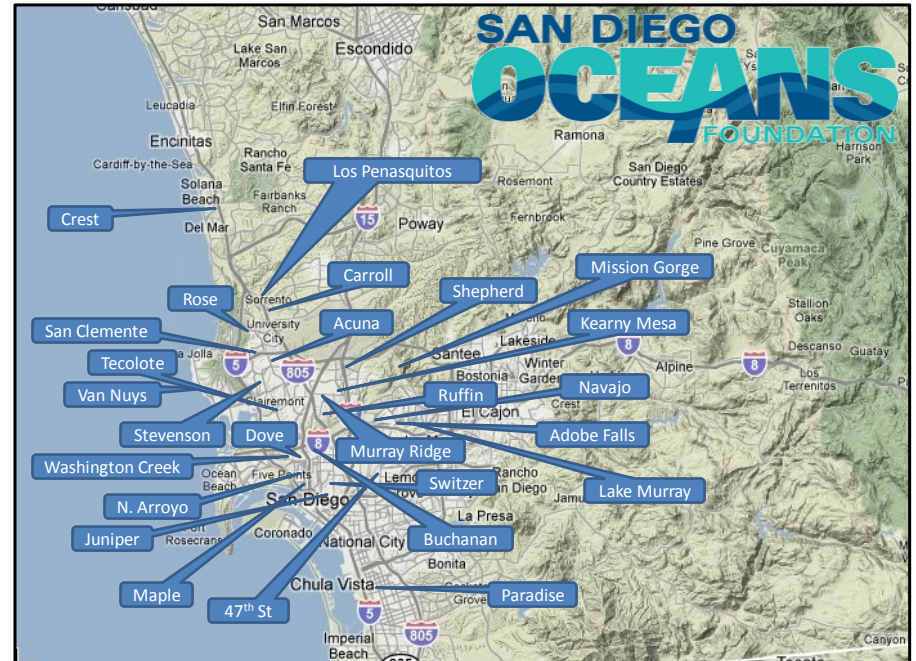 SAN DIEGO
OCEANS
FOUNDATION
San Marcos
Lake San
Marcos
Escondido
Leucadia
Elfin Forest
Encinitas
Cardiff-by-the-Sea
Rancho
Santa Fe
Ramona
Harrison
Park
Los Penasquitos
San Diego
Country Estates
Solana
Beach
Fairbanks
Ranch
Rosemont
Crest
Del Mar
15
Poway
Fernbrook
Pine Grove
Cuyamaca
Peak
Carroll
Mission Gorge
Rose
Sorrento
Shepherd
Stallion
Oaks
San Clemente
University
City
Acuna
Kearny Mesa
Lakeside
8
Descanso
Guatay
Tecolote
Jolla
5
805
Santee
Bostonia
Winter
Alpine
8
Los
Terrenitos
Van Nuys
Clairemont
Ruffin
Navajo
El Cajon
Crest
Stevenson
Dove
8
Murray Ridge
Adobe Falls
Washington Creek
Ocean
Beach
Five Points
Switzer
Rancho
San Diego
Lake Murray
N. Arroyo
San Diego
La Presa
Juniper
Coronado
National City
Buchanan
Bonita
Maple
47th St
Chula Vista
Paradise
5
805
Imperial
Beach
Canyon